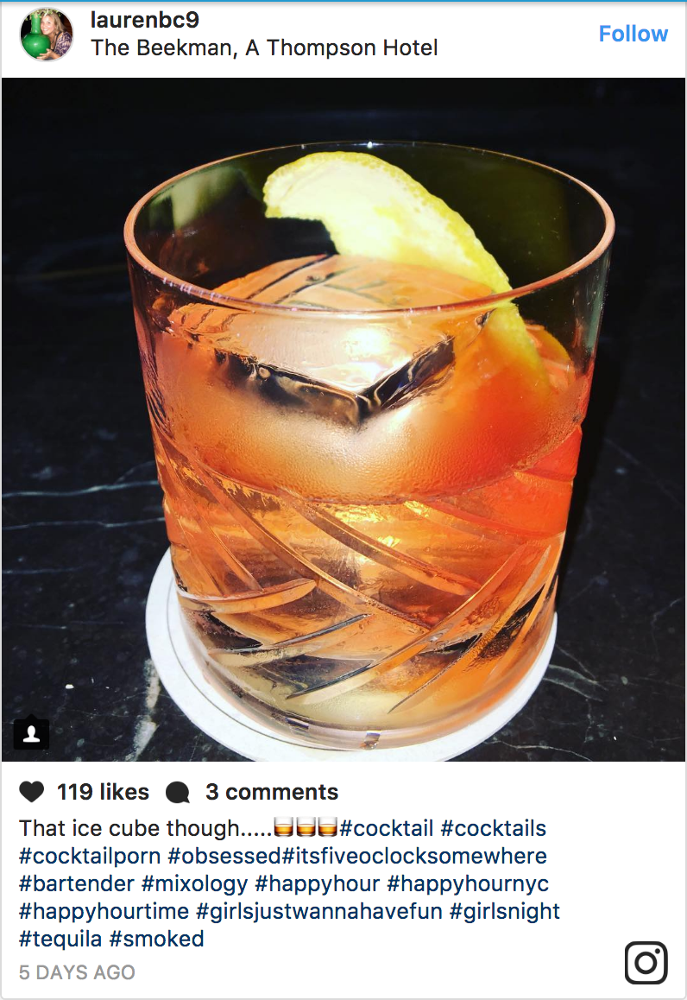 laurenbc9
The Beekman, A Thompson Hotel
Follow
119 likes 3 comments
That ice cube though.....🥃🥃🥃#cocktail #cocktails
#cocktailporn #obsessed#itsfiveoclocksomewhere
#bartender #mixology #happyhour #happyhournyc
#happyhourtime #girlsjustwannahavefun #girlsnight
#tequila #smoked
5 DAYS AGO